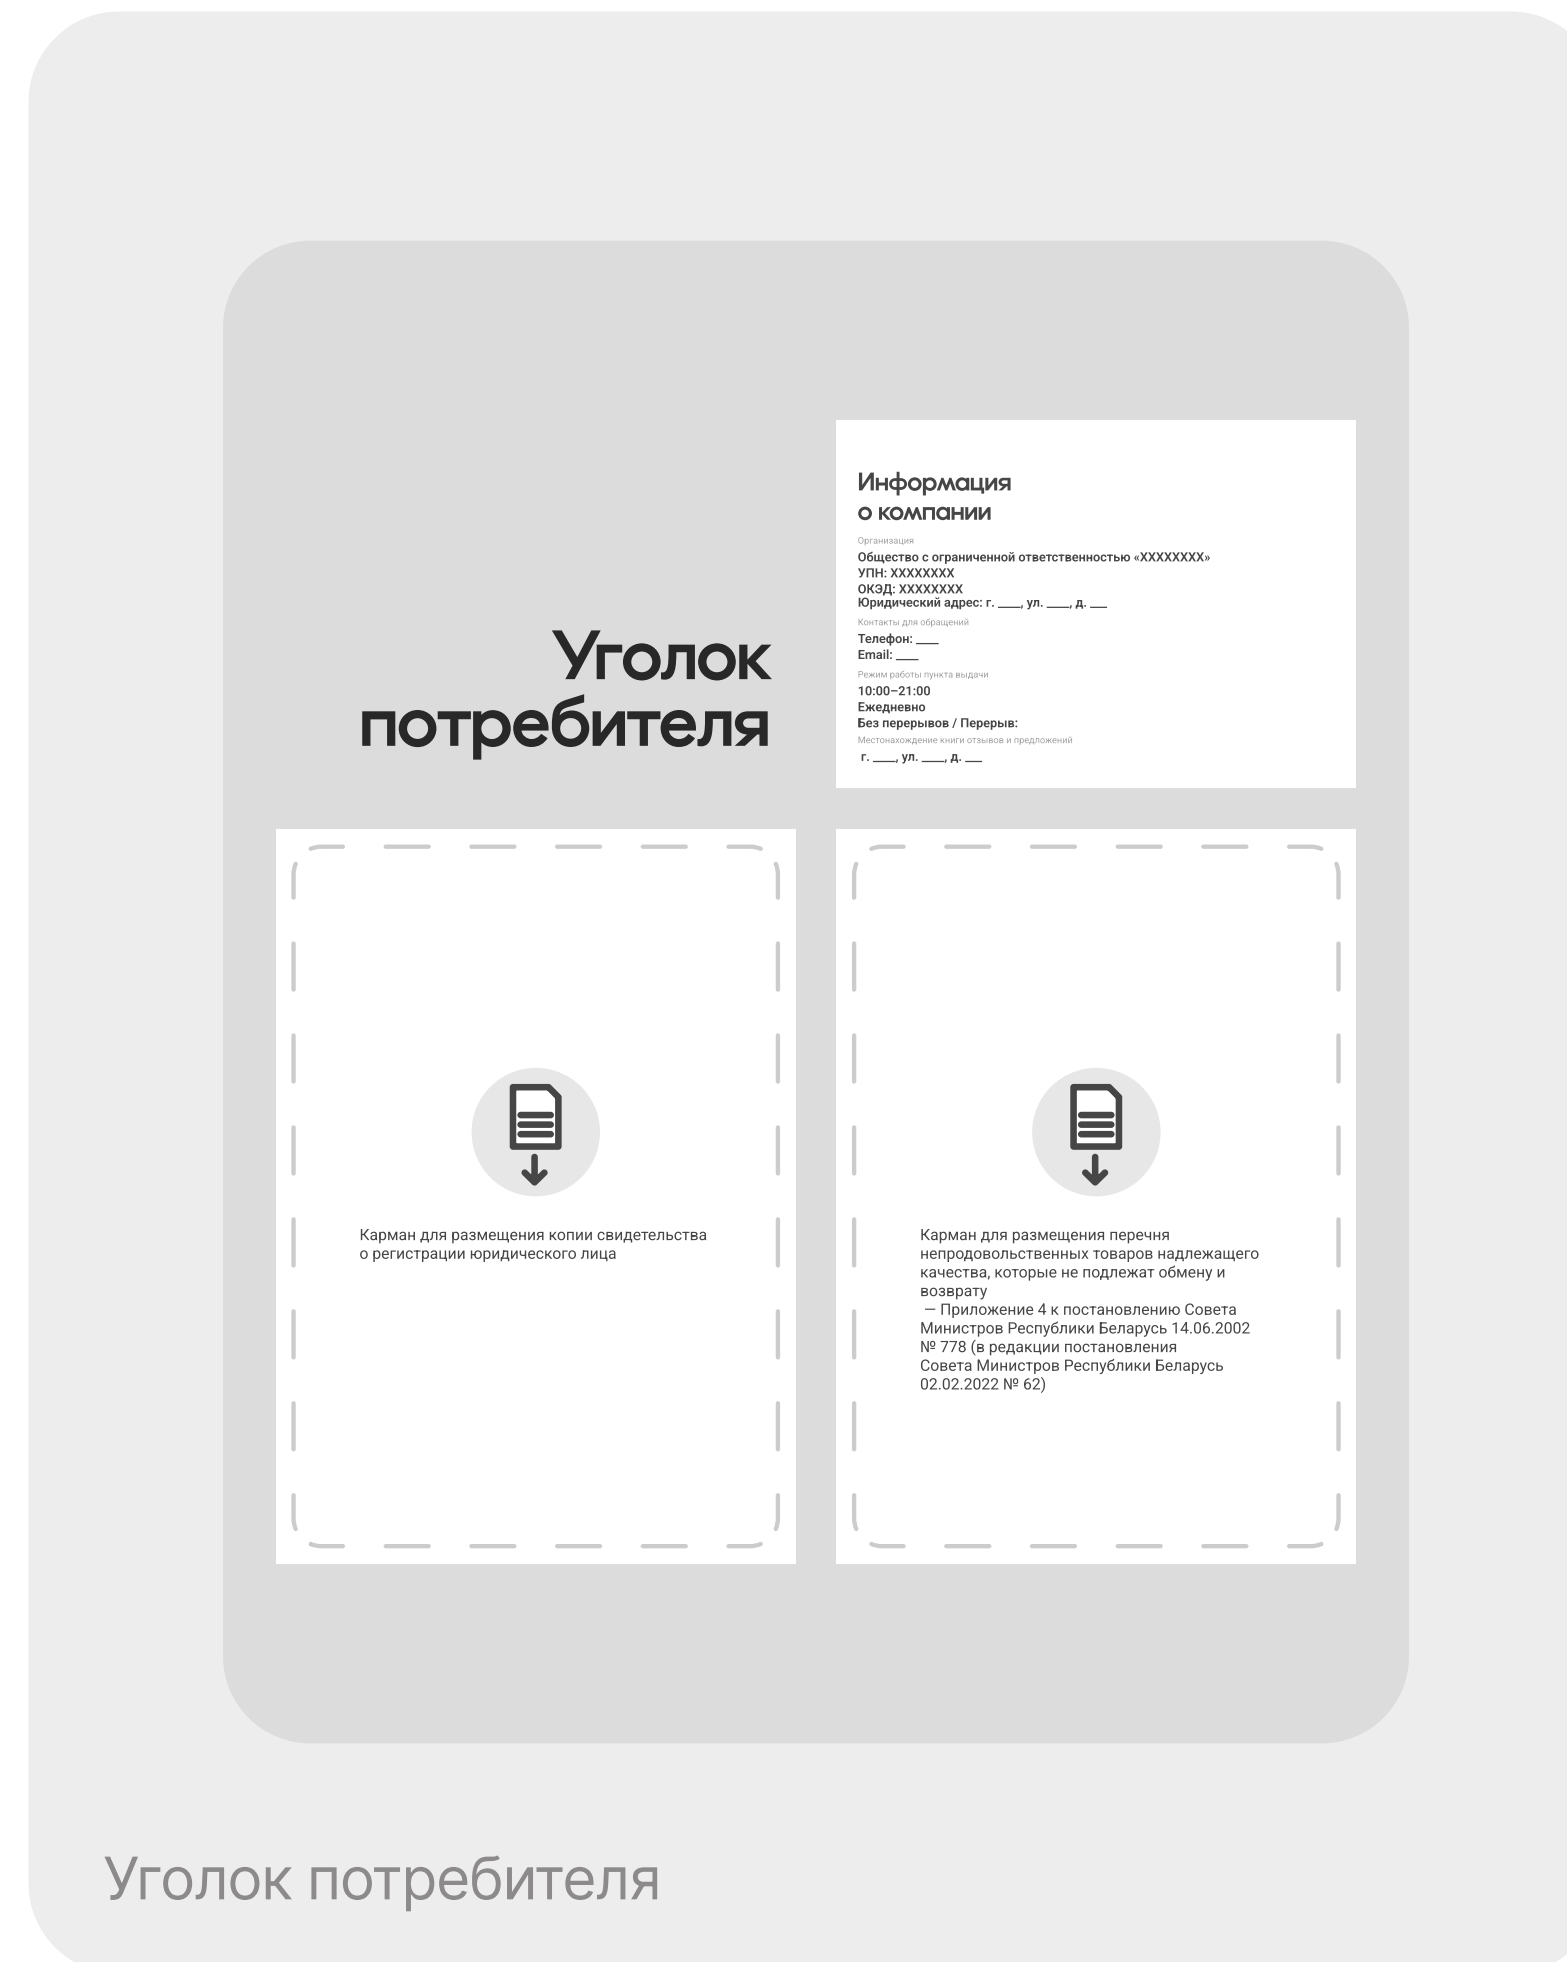 Уголок
потребителя
Информация
о компании
Организация
Общество с ограниченной ответственностью «XXXXXXXX»
УПН: XXXXXXXX
ОКЭД: XXXXXXXX
Юридический адрес: г. ____, ул. ____, д. ___
Контакты для обращений
Телефон: ____
Email: ____
Режим работы пункта выдачи
10:00–21:00
Ежедневно
Без перерывов / Перерыв:
Местонахождение книги отзывов и предложений
г. ____, ул. ____, д. ___
Карман для размещения копии свидетельства
о регистрации юридического лица
Карман для размещения перечня
непродовольственных товаров надлежащего
качества, которые не подлежат обмену и
возврату
— Приложение 4 к постановлению Совета
Министров Республики Беларусь 14.06.2002
№ 778 (в редакции постановления
Совета Министров Республики Беларусь
02.02.2022 № 62)
Уголок потребителя